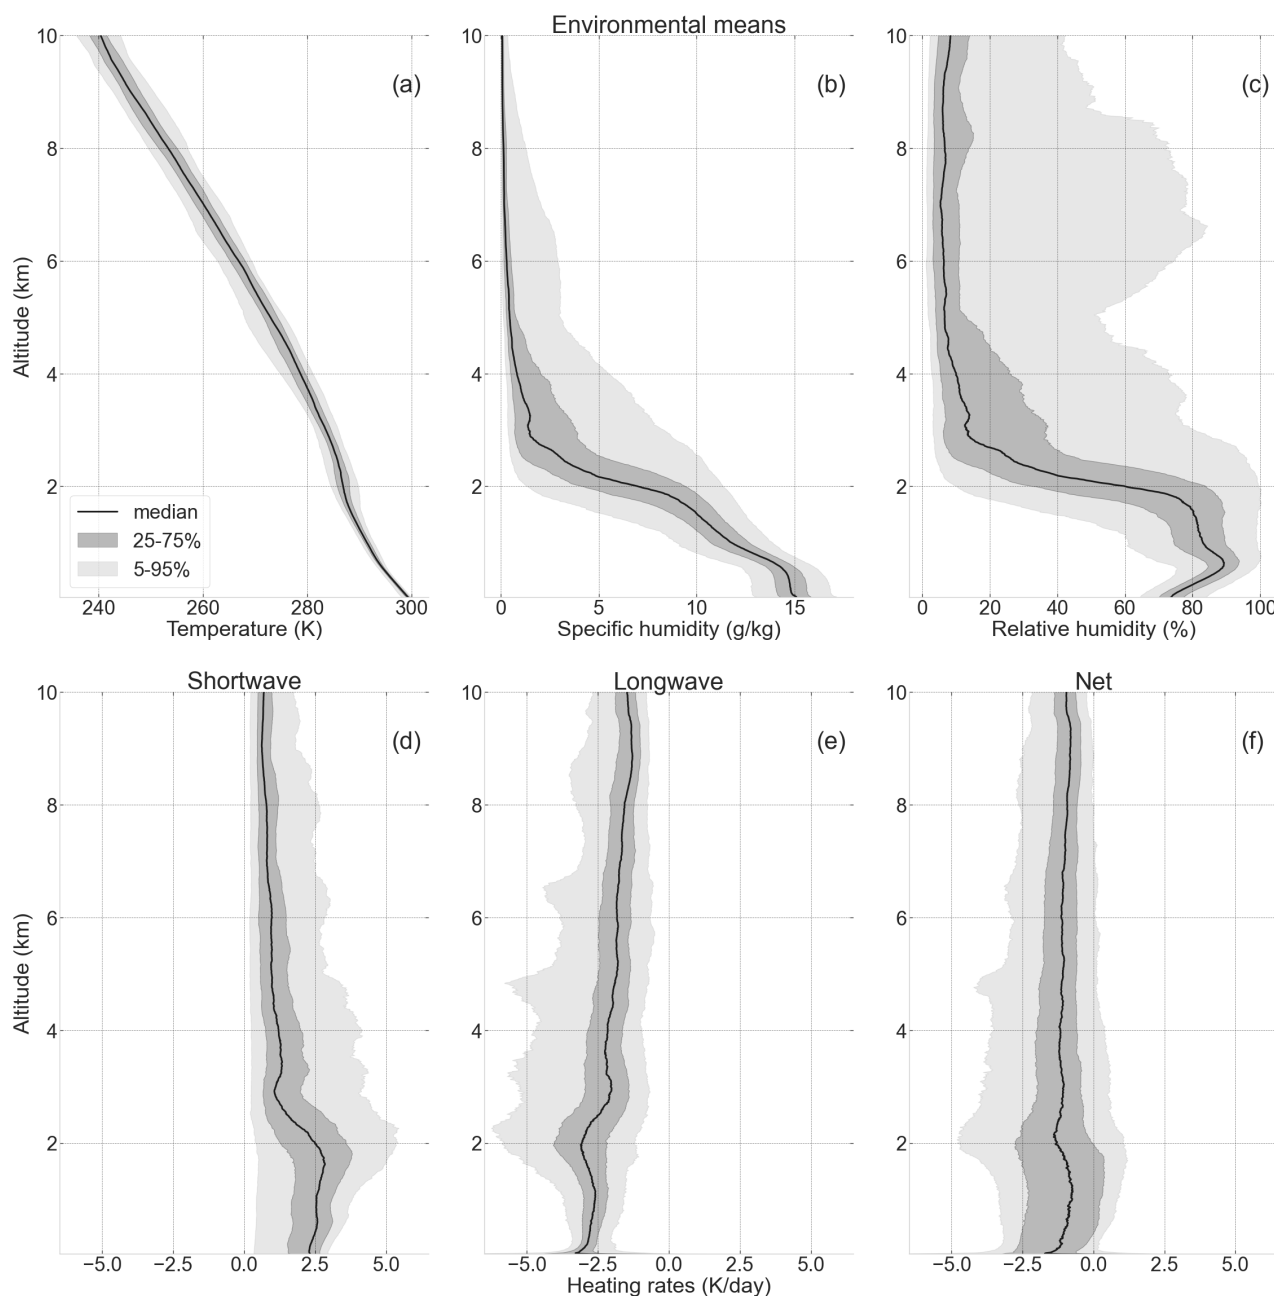 Environmental means
10
8
6
4
2
Altitude (km)
(a)
median
25-75%
5-95%
240 260 280 300
Temperature (K)
10
8
6
4
2
(b)
0 5 10 15
Specific humidity (g/kg)
10
8
6
4
2
(c)
0 20 40 60 80 100
Relative humidity (%)
Shortwave
10
8
6
4
2
Altitude (km)
(d)
−5.0 −2.5 0.0 2.5 5.0
Longwave
10
8
6
4
2
(e)
−5.0 −2.5 0.0 2.5 5.0
Heating rates (K/day)
Net
10
8
6
4
2
(f)
−5.0 −2.5 0.0 2.5 5.0